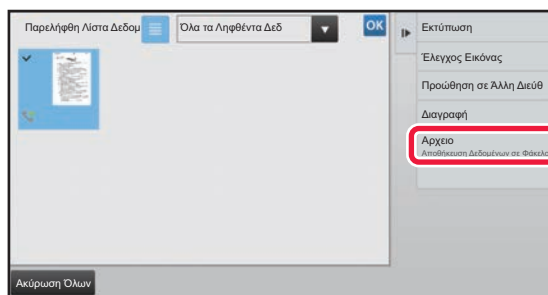 Παρελήφθη Λίστα Δεδομ
Όλα τα Ληφθέντα Δεδ
OK
Εκτύπωση
Έλεγχος Εικόνας
Προώθηση σε Άλλη Διεύθ
Διαγραφή
Αρχειο
Αποθήκευση Δεδομένων σε Φάκελο
Ακύρωση Όλων